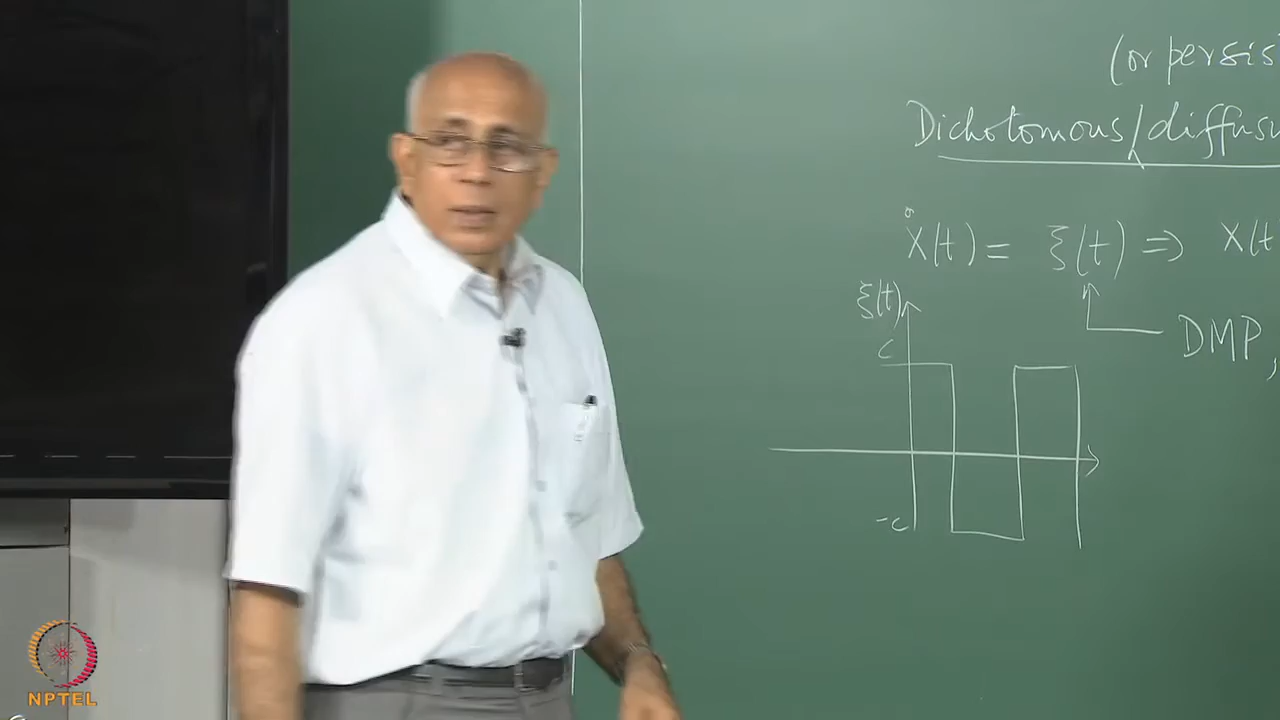 (or persis
Dichotomous/diffusi
Ẋ(t) = ξ(t) ⇒ X(t
ξ(t)
c
DMP,
-c
NPTEL